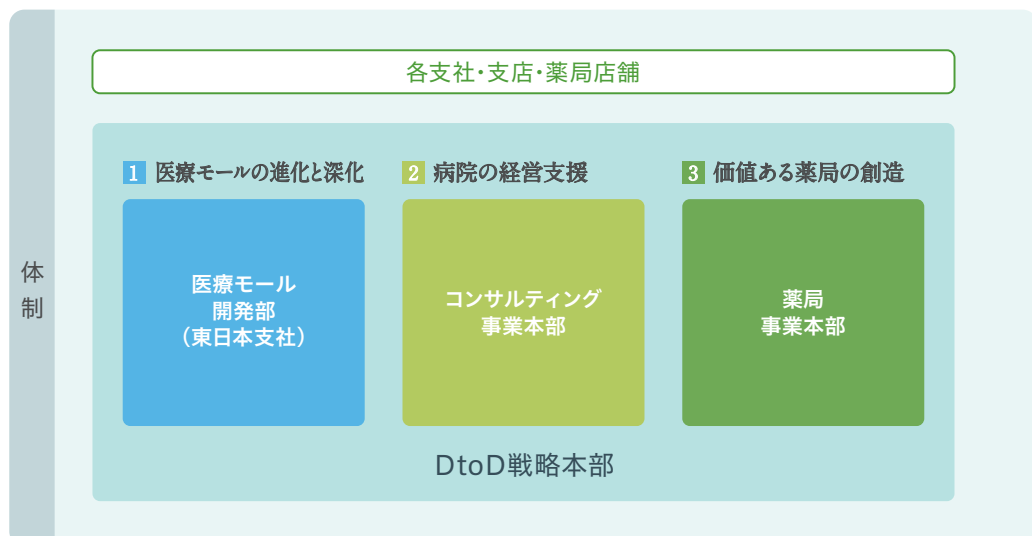 体制
各支社・支店・薬局店舗
1 医療モールの進化と深化
医療モール
開発部
（東日本支社）
2 病院の経営支援
コンサルティング
事業本部
3 価値ある薬局の創造
薬局
事業本部
DtoD戦略本部